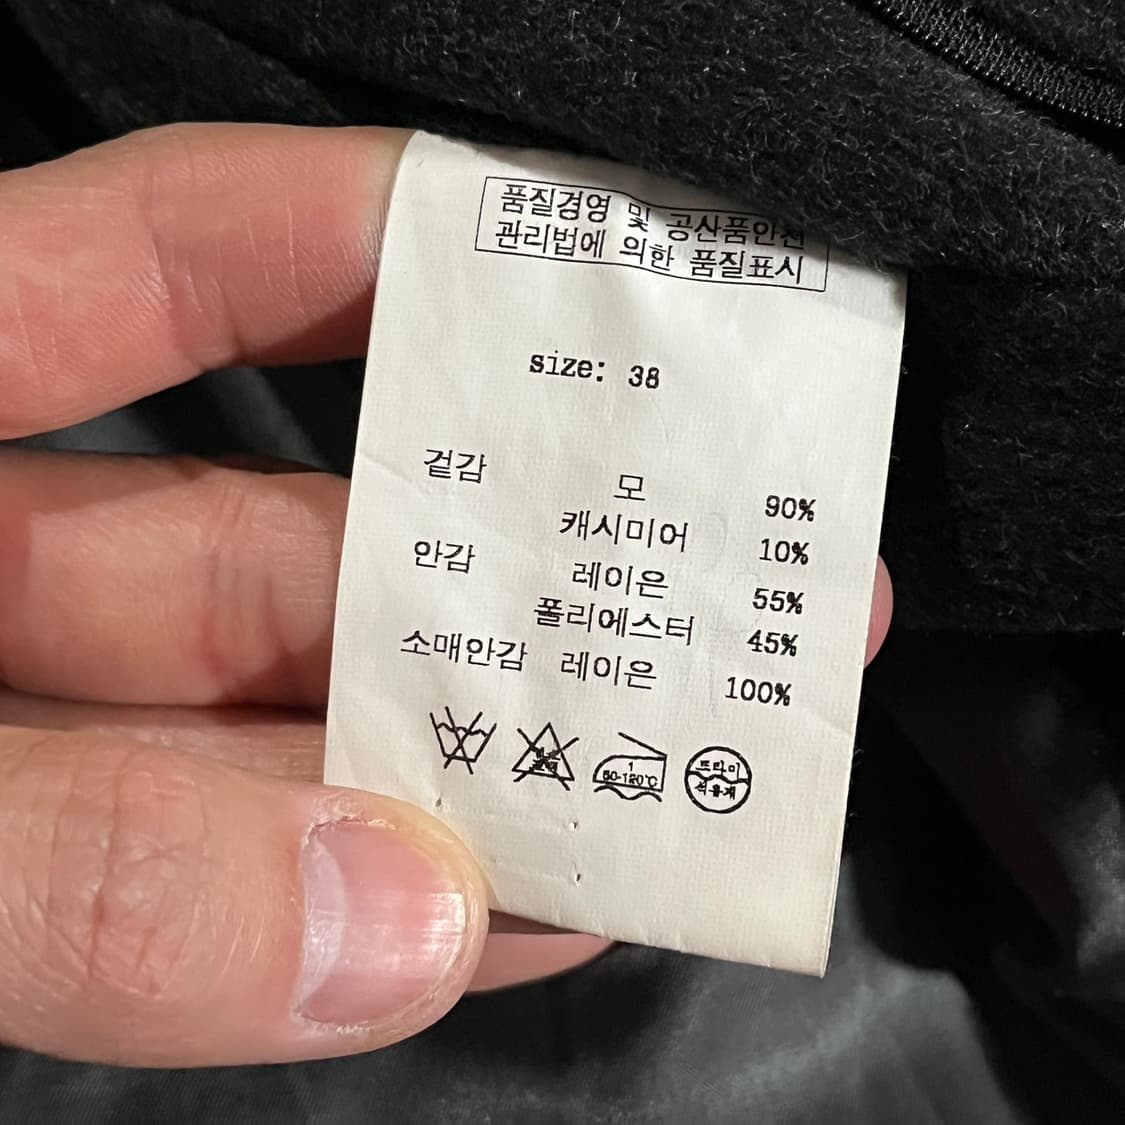 품질경영 및 공산품안전
관리법에 의한 품질표시
size: 38
겉감 모 90%
캐시미어 10%
안감 레이온 55%
폴리에스터 45%
소매안감 레이온 100%
1
80-120℃
드라이
석유계